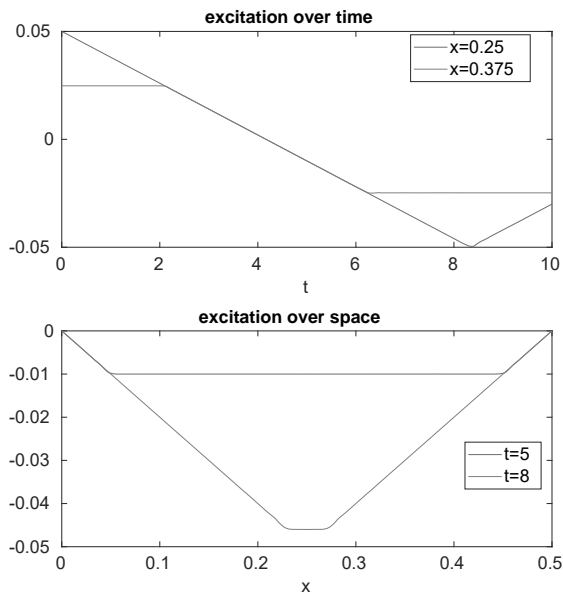 excitation over time
0.05
x=0.25
x=0.375
0
-0.05
0 2 4 6 8 10
t
excitation over space
0
-0.01
-0.02
-0.03
t=5
t=8
-0.04
-0.05
0 0.1 0.2 0.3 0.4 0.5
x